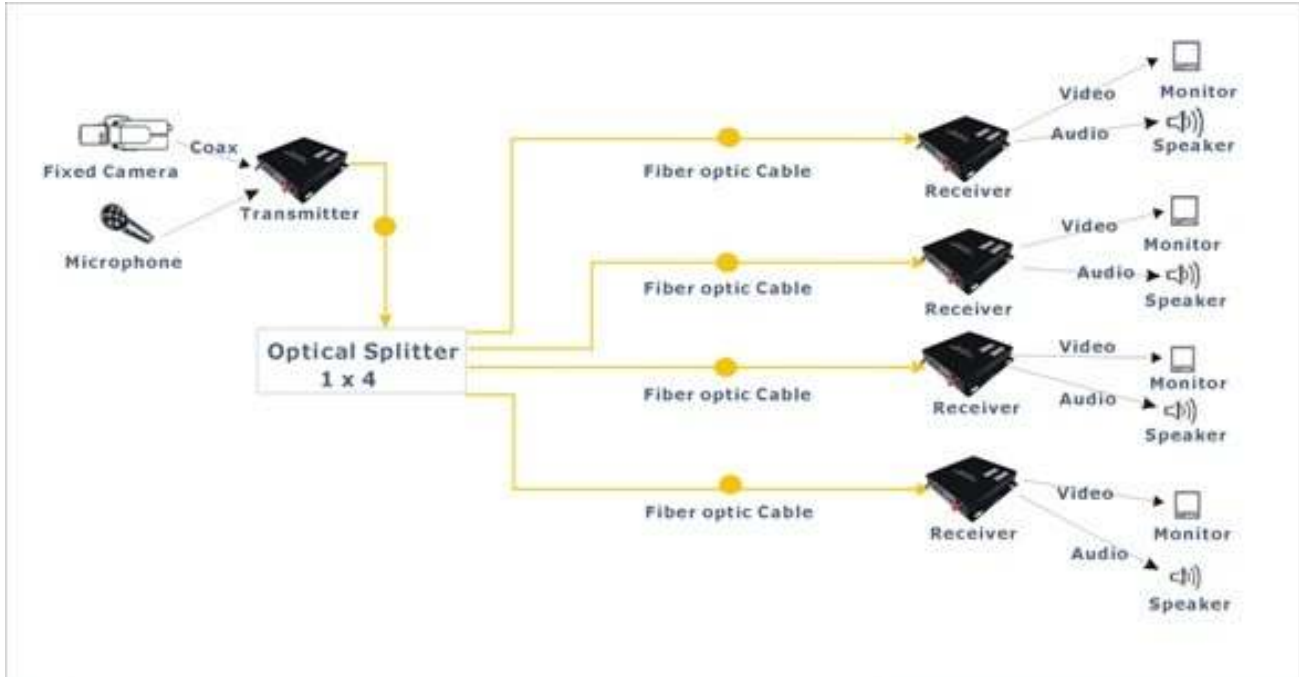 Coax
Fixed Camera
Microphone
Transmitter
Optical Splitter
1 x 4
Fiber optic Cable
Receiver
Video
Monitor
Audio
Speaker
Fiber optic Cable
Receiver
Video
Monitor
Audio
Speaker
Fiber optic Cable
Receiver
Video
Monitor
Audio
Speaker
Fiber optic Cable
Receiver
Video
Monitor
Audio
Speaker